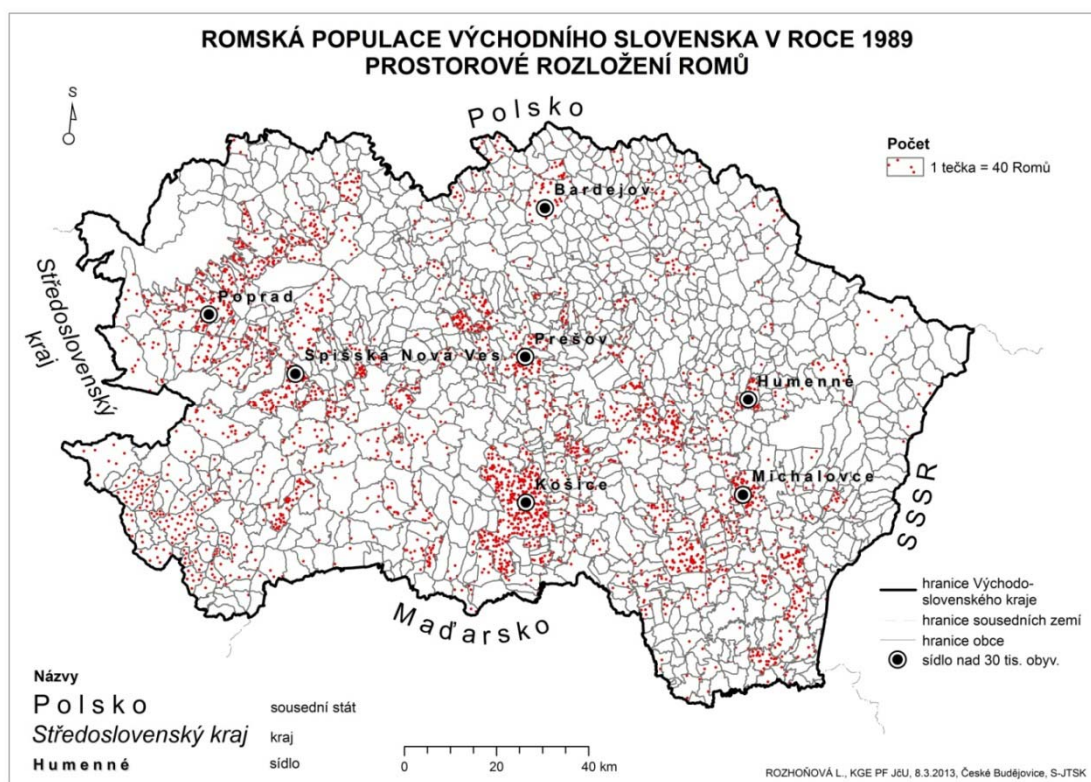 ROMSKÁ POPULACE VÝCHODNÍHO SLOVENSKA V ROCE 1989
PROSTOROVÉ ROZLOŽENÍ ROMŮ
S
Polsko
Počet
1 tečka = 40 Romů
Bardejov
Středoslovenský
kraj
Poprad
Prešov
Spišská Nová Ves
Humenné
Michalovce
Košice
SSSR
Maďarsko
hranice Východo-
slovenského kraje
hranice sousedních zemí
hranice obce
sídlo nad 30 tis. obyv.
Názvy
Polsko sousední stát
Středoslovenský kraj kraj
Humenné sídlo
0 20 40 km
ROZHOŇOVÁ L., KGE PF JčU, 8.3.2013, České Budějovice, S-JTSK